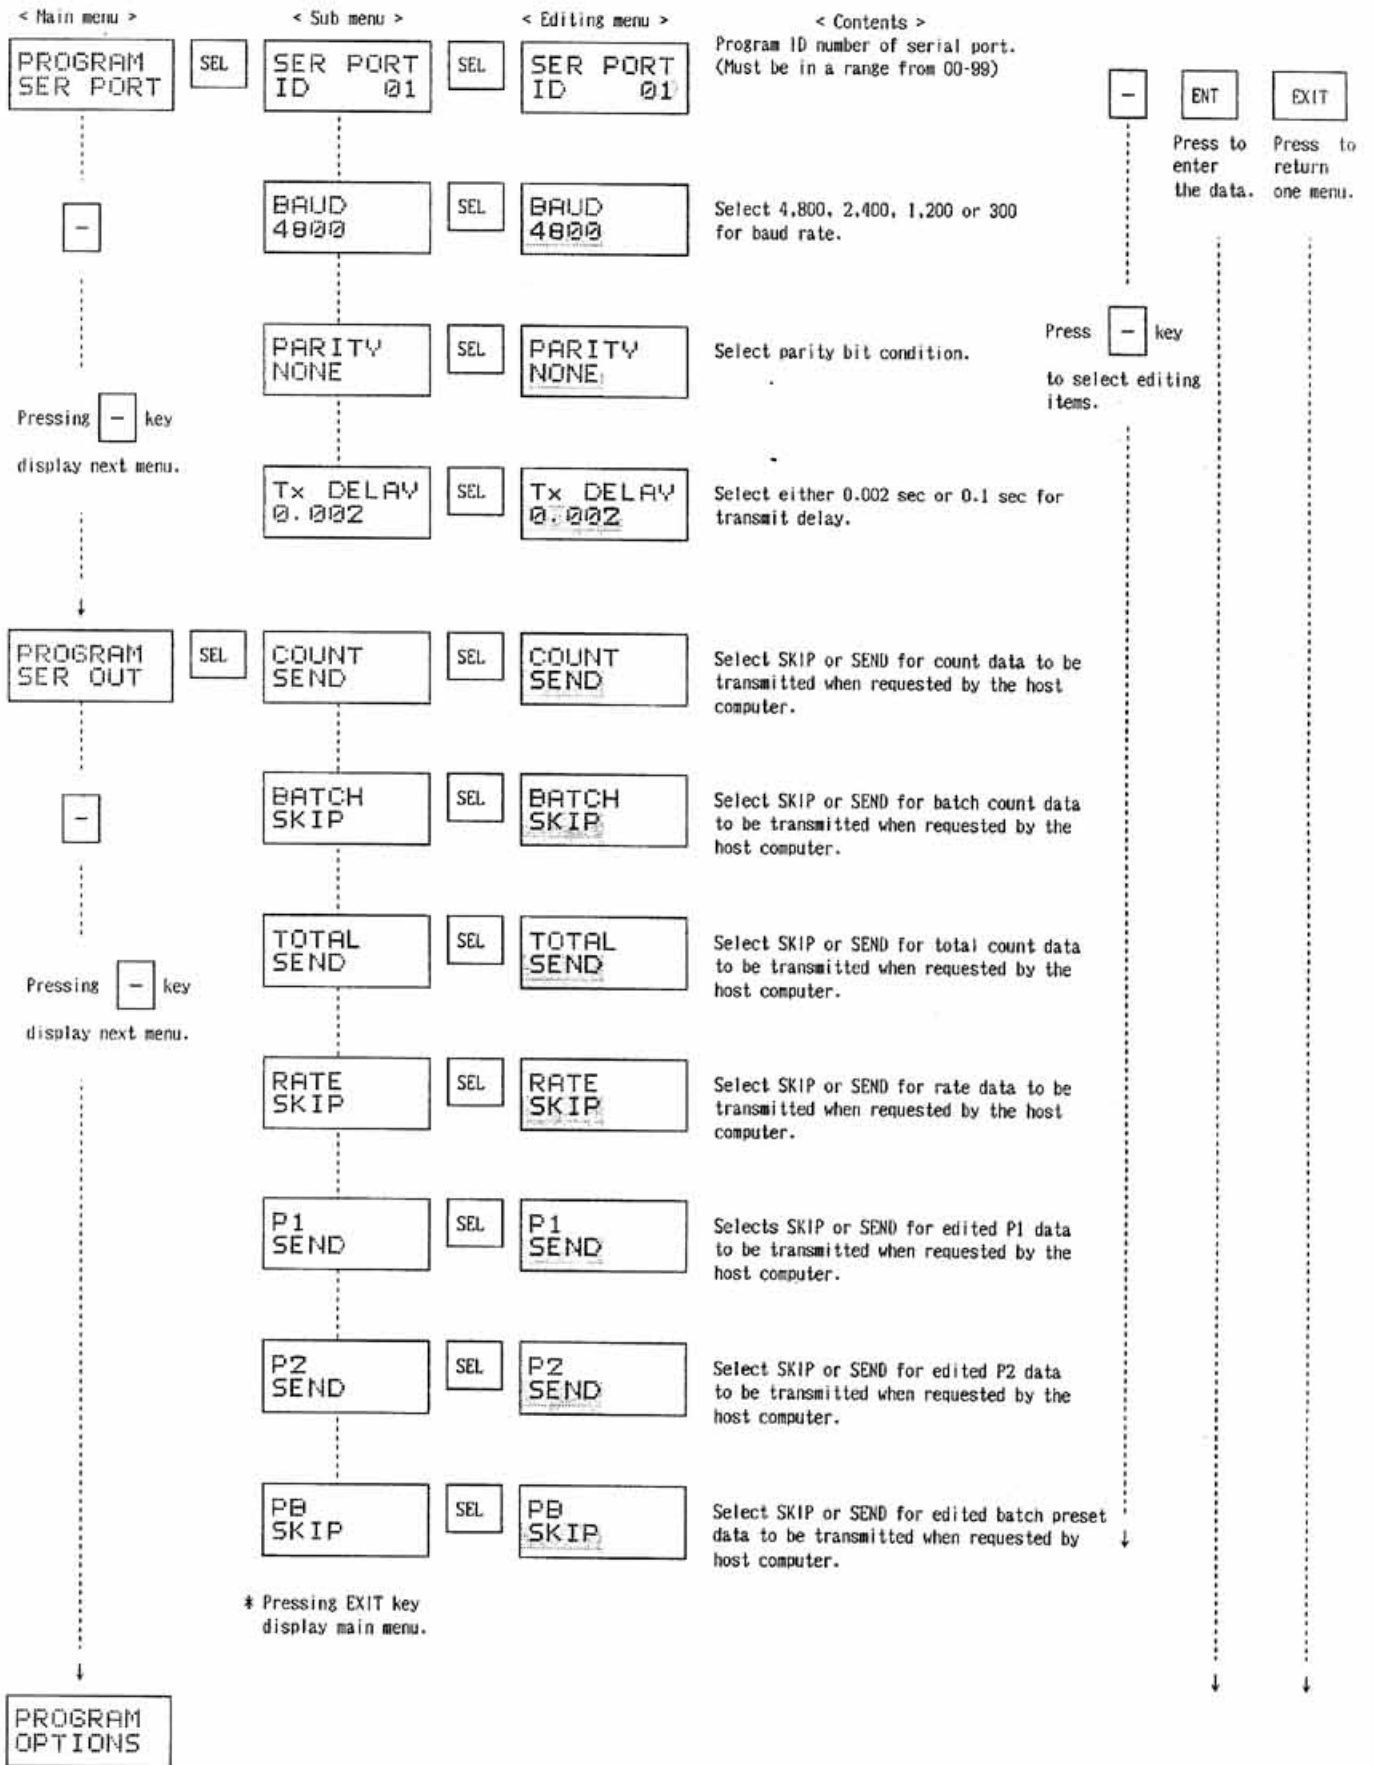 < Main menu >
< Sub menu >
< Editing menu >
< Contents >
PROGRAM
SER PORT
SEL
SER PORT
ID 01
SEL
SER PORT
ID 01
Program ID number of serial port.
(Must be in a range from 00-99)
−
ENT
EXIT
Press to
enter
the data.
Press to
return
one menu.
−
BAUD
4800
SEL
BAUD
4800
Select 4,800, 2,400, 1,200 or 300
for baud rate.
PARITY
NONE
SEL
PARITY
NONE
Select parity bit condition.
Press − key
to select editing
items.
Pressing − key
display next menu.
Tx DELAY
0.002
SEL
Tx DELAY
0.002
Select either 0.002 sec or 0.1 sec for
transmit delay.
PROGRAM
SER OUT
SEL
COUNT
SEND
SEL
COUNT
SEND
Select SKIP or SEND for count data to be
transmitted when requested by the host
computer.
−
BATCH
SKIP
SEL
BATCH
SKIP
Select SKIP or SEND for batch count data
to be transmitted when requested by the
host computer.
TOTAL
SEND
SEL
TOTAL
SEND
Select SKIP or SEND for total count data
to be transmitted when requested by the
host computer.
Pressing − key
display next menu.
RATE
SKIP
SEL
RATE
SKIP
Select SKIP or SEND for rate data to be
transmitted when requested by the host
computer.
P1
SEND
SEL
P1
SEND
Selects SKIP or SEND for edited P1 data
to be transmitted when requested by the
host computer.
P2
SEND
SEL
P2
SEND
Select SKIP or SEND for edited P2 data
to be transmitted when requested by the
host computer.
PB
SKIP
SEL
PB
SKIP
Select SKIP or SEND for edited batch preset
data to be transmitted when requested by
host computer.
* Pressing EXIT key
display main menu.
PROGRAM
OPTIONS